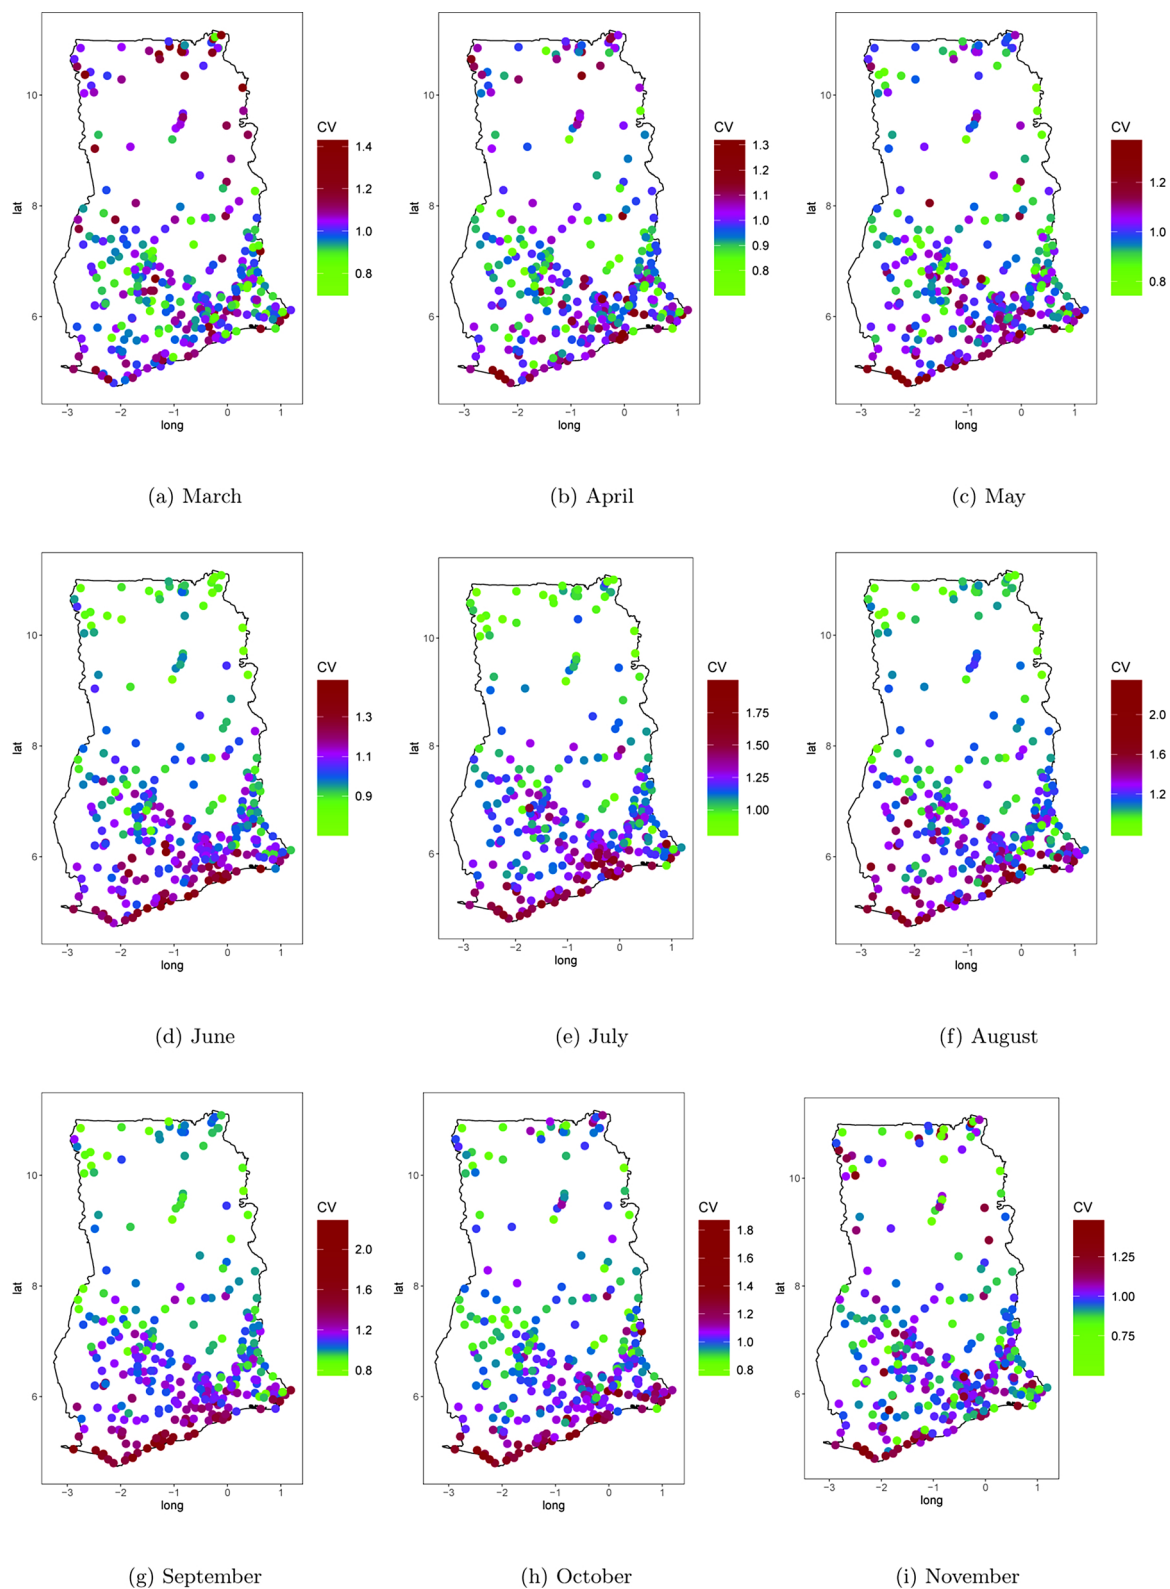 CV
1.4
1.2
1.0
0.8
lat
10
8
6
−3 −2 −1 0 1
long
(a) March
CV
1.3
1.2
1.1
1.0
0.9
0.8
lat
10
8
6
−3 −2 −1 0 1
long
(b) April
CV
1.2
1.0
0.8
lat
10
8
6
−3 −2 −1 0 1
long
(c) May
CV
1.3
1.1
0.9
lat
10
8
6
−3 −2 −1 0 1
long
(d) June
CV
1.75
1.50
1.25
1.00
lat
10
8
6
−3 −2 −1 0 1
long
(e) July
CV
2.0
1.6
1.2
lat
10
8
6
−3 −2 −1 0 1
long
(f) August
CV
2.0
1.6
1.2
0.8
lat
10
8
6
−3 −2 −1 0 1
long
(g) September
CV
1.8
1.6
1.4
1.2
1.0
0.8
lat
10
8
6
−3 −2 −1 0 1
long
(h) October
CV
1.25
1.00
0.75
lat
10
8
6
−3 −2 −1 0 1
long
(i) November